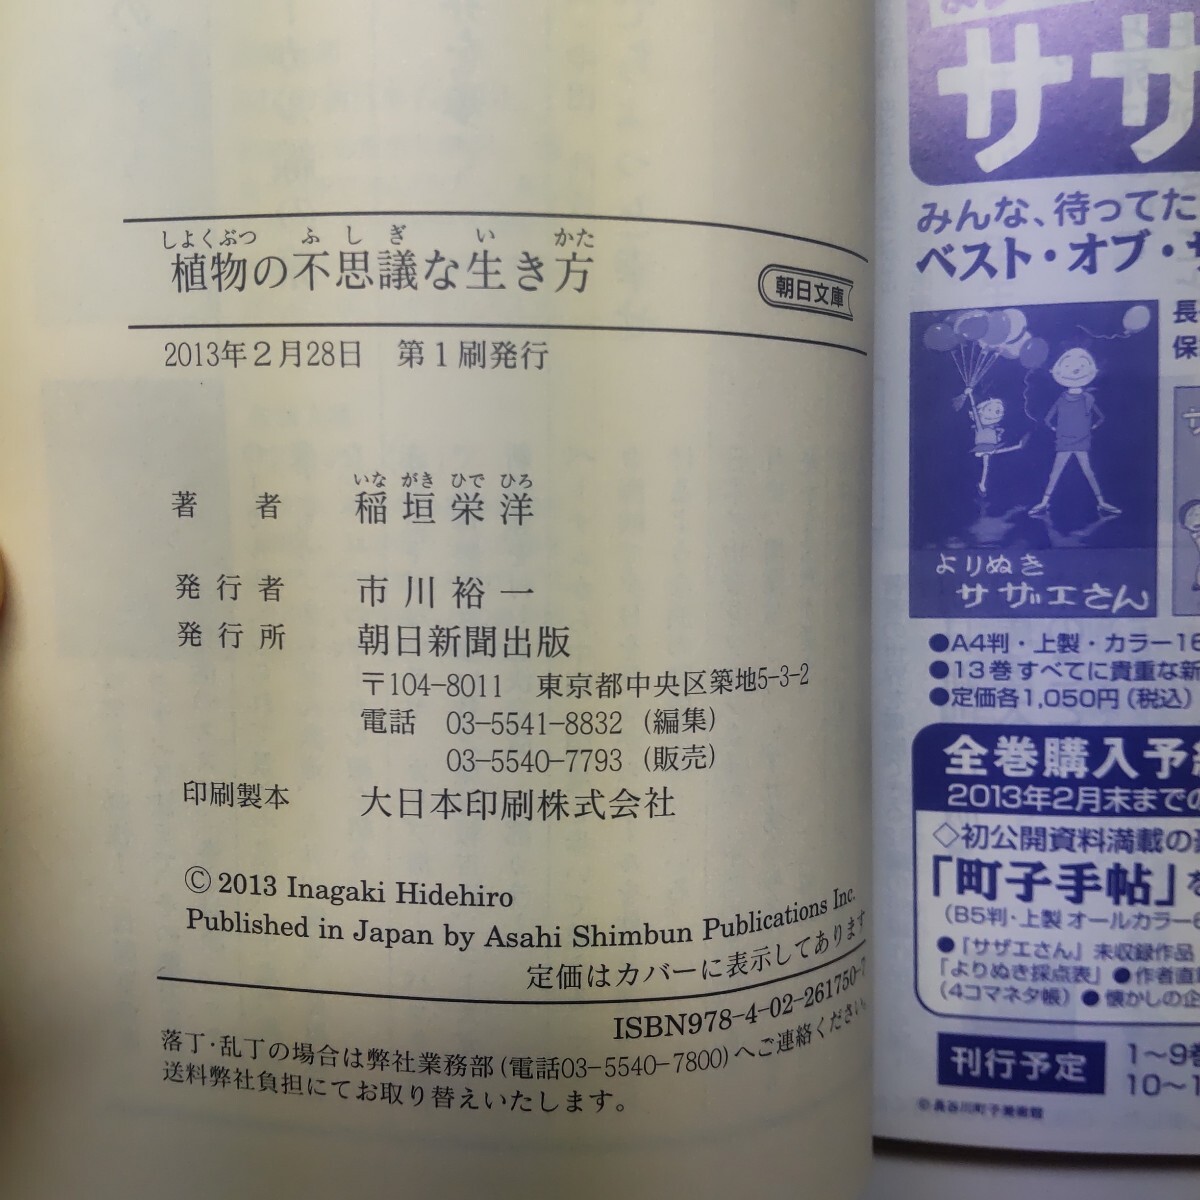 しよくぶつ ふしぎ い かた
植物の不思議な生き方
朝日文庫
2013年2月28日 第1刷発行
いながきひでひろ
著者 稲垣栄洋
発行者 市川裕一
発行所 朝日新聞出版
〒104-8011 東京都中央区築地5-3-2
電話 03-5541-8832(編集)
03-5540-7793(販売)
印刷製本 大日本印刷株式会社
©2013 Inagaki Hidehiro
Published in Japan by Asahi Shimbun Publications Inc.
定価はカバーに表示してあります
ISBN978-4-02-261750-7
落丁・乱丁の場合は弊社業務部(電話03-5540-7800)へご連絡ください。
送料弊社負担にてお取り替えいたします。
サザ
みんな、待ってた
ベスト・オブ・サ
長
保
よりぬき
サザエさん
●A4判・上製・カラー16
●13巻すべてに貴重な新
●定価各1,050円(税込)
全巻購入予約
2013年2月末までの
◇初公開資料満載の
「町子手帖」を
(B5判・上製 オールカラー
●「サザエさん」未収録作品
「よりぬき採点表」●作者直
(4コマネタ帳)●懐かしの企
刊行予定
1〜9巻
10〜1
©長谷川町子美術館